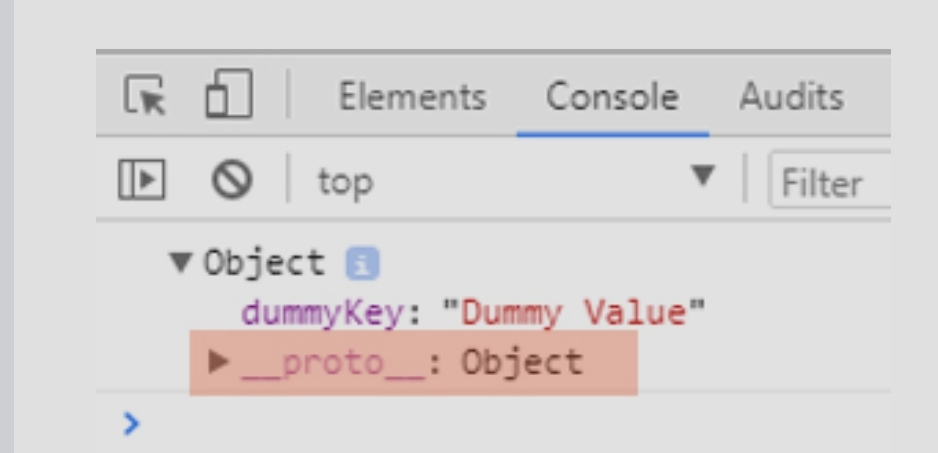 Elements Console Audits
top Filter
Object i
dummyKey: "Dummy Value"
__proto__: Object